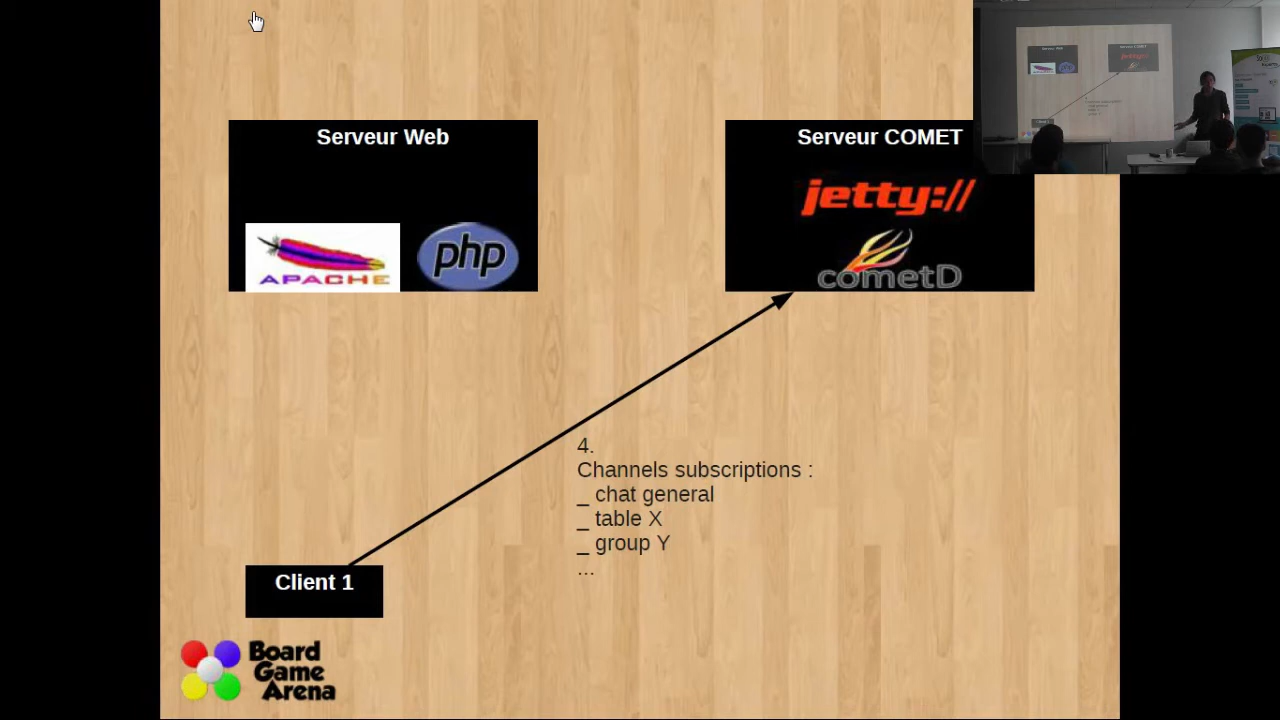 Serveur Web
APACHE
php
Serveur COMET
jetty://
cometD
4.
Channels subscriptions :
_ chat general
_ table X
_ group Y
...
Client 1
Board
Game
Arena